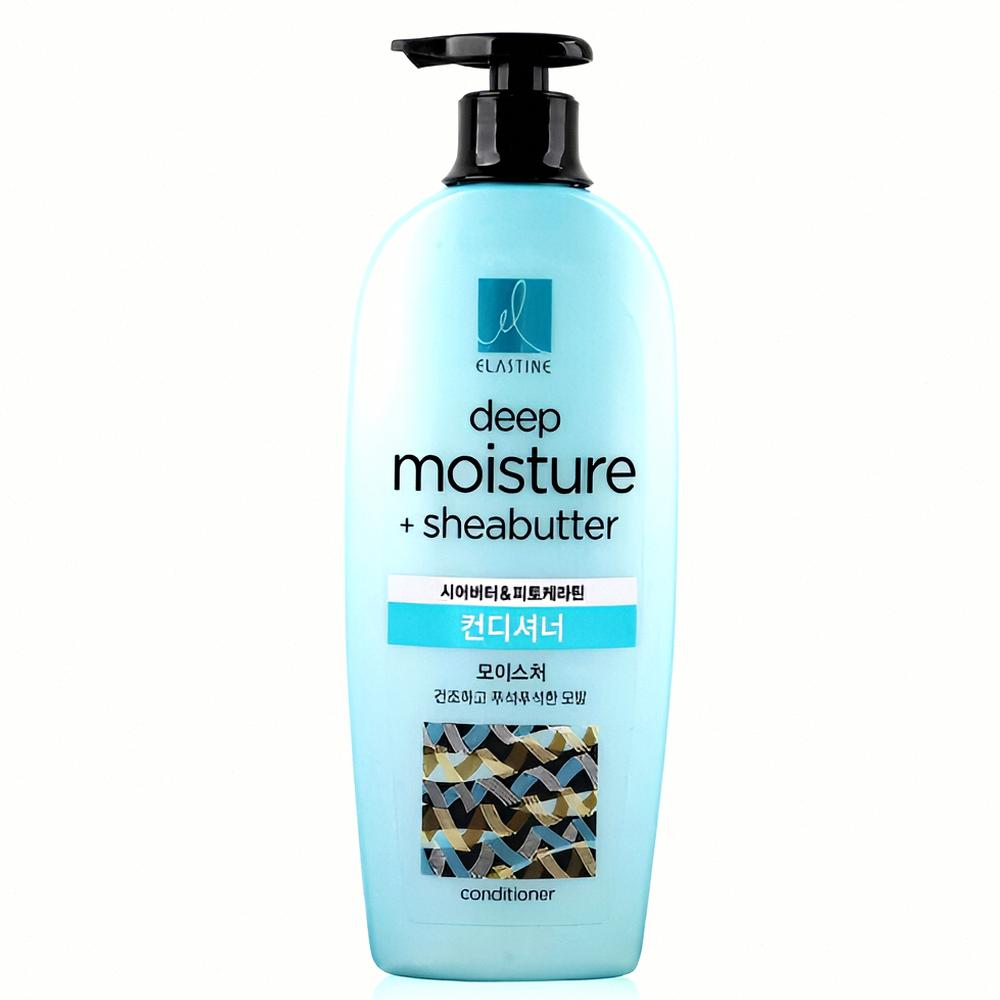 el
ELASTINE
deep
moisture
+ sheabutter
시어버터&피토케라틴
컨디셔너
모이스처
건조하고 푸석푸석한 모발
conditioner